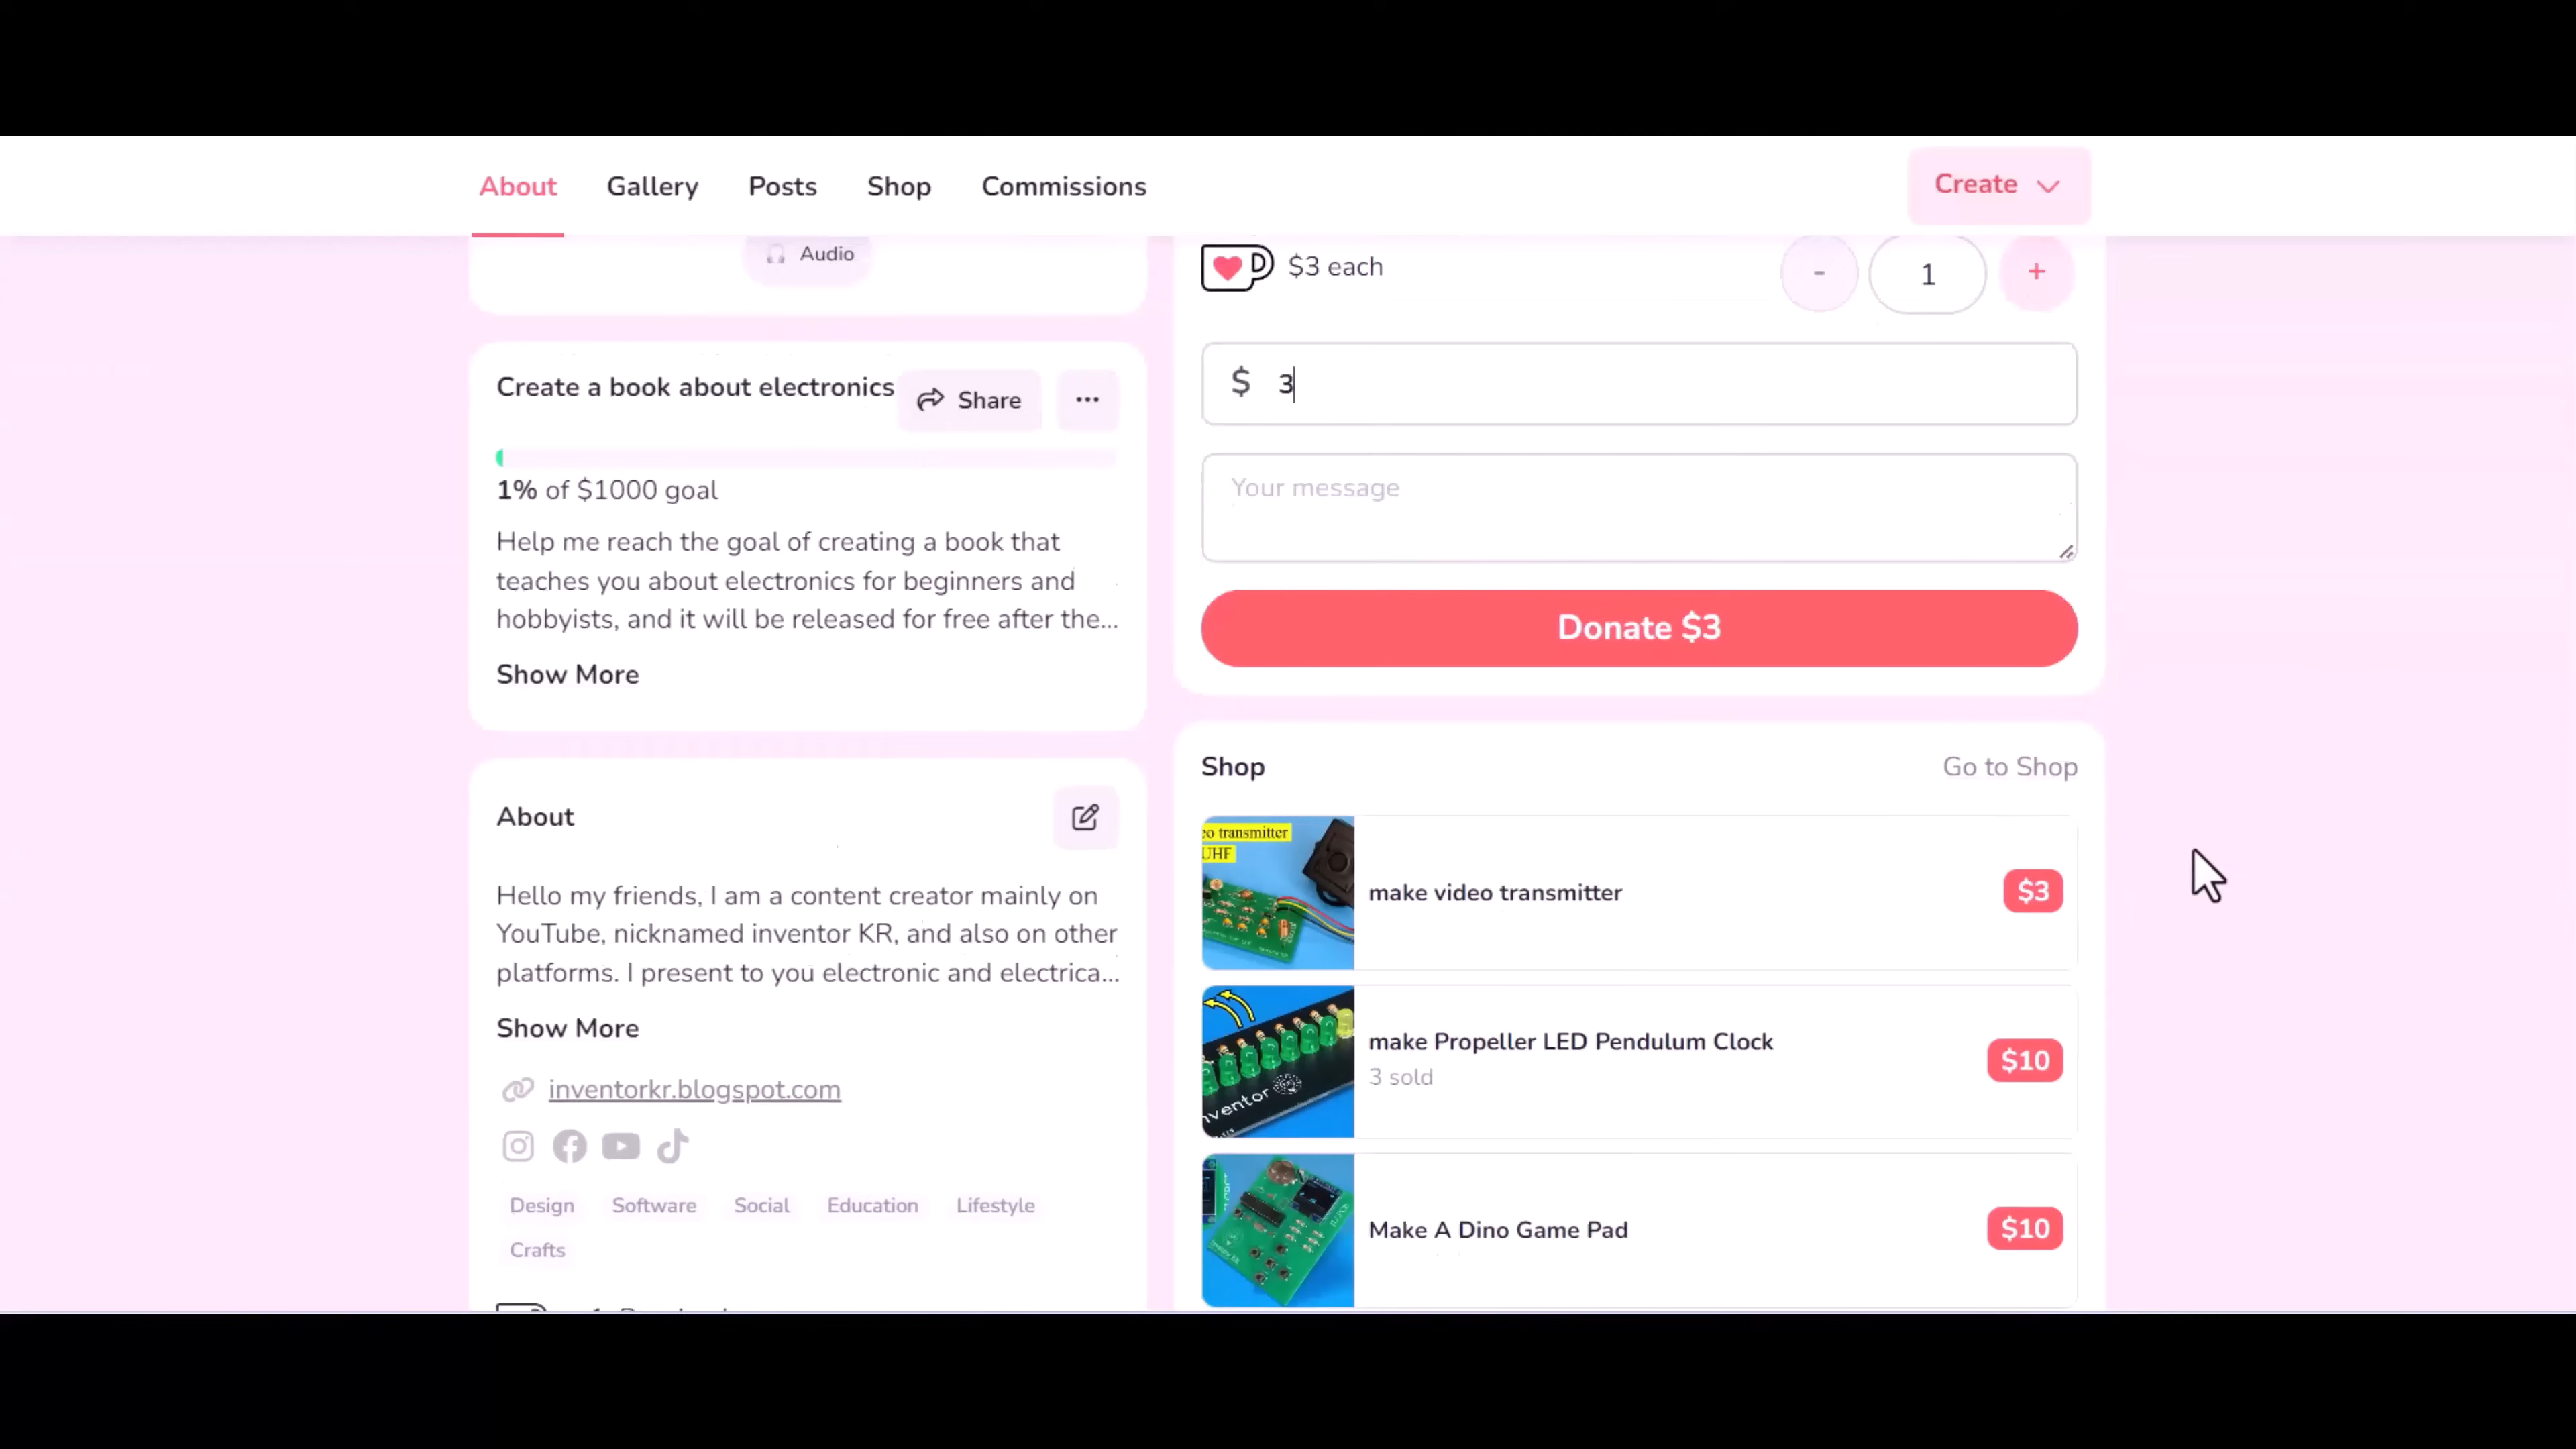 About
Gallery
Posts
Shop
Commissions
Create
Audio
Create a book about electronics
Share
1% of $1000 goal
Help me reach the goal of creating a book that
teaches you about electronics for beginners and
hobbyists, and it will be released for free after the...
Show More
About
Hello my friends, I am a content creator mainly on
YouTube, nicknamed inventor KR, and also on other
platforms. I present to you electronic and electrica...
Show More
inventorkr.blogspot.com
Design
Software
Social
Education
Lifestyle
Crafts
$3 each
-
1
+
$ 3
Your message
Donate $3
Shop
Go to Shop
transmitter
UHF
make video transmitter
$3
make Propeller LED Pendulum Clock
3 sold
$10
Make A Dino Game Pad
$10